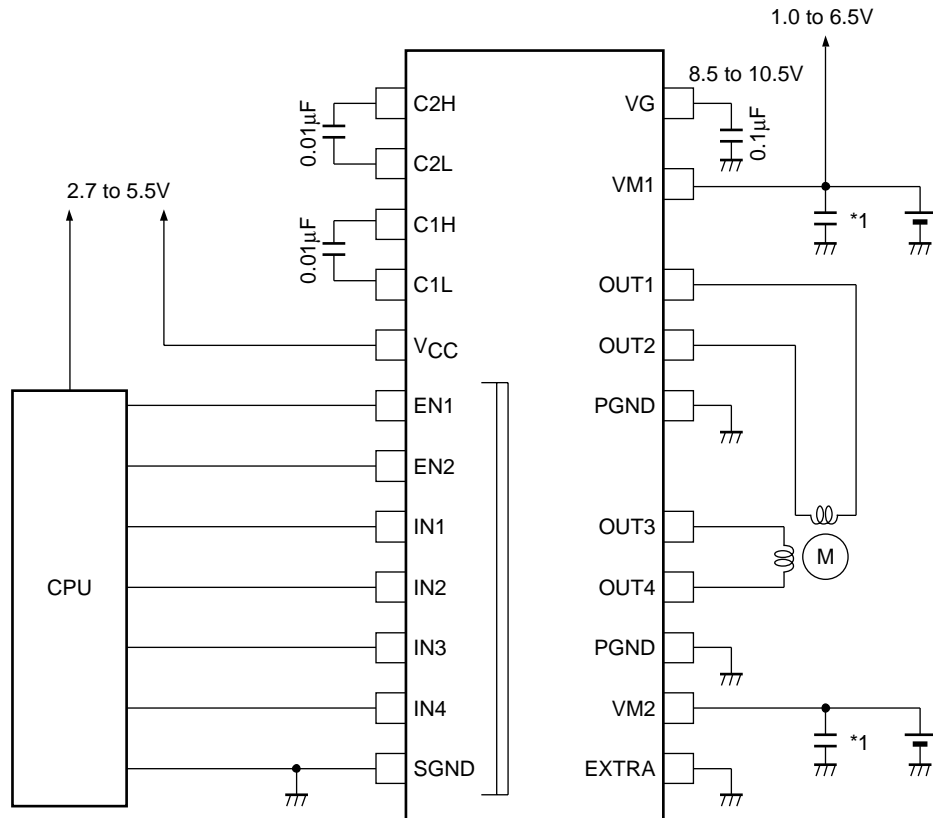 1.0 to 6.5V
8.5 to 10.5V
C2H
VG
0.01µF
0.1µF
C2L
2.7 to 5.5V
VM1
C1H
*1
0.01µF
C1L
OUT1
VCC
OUT2
EN1
PGND
EN2
IN1
OUT3
M
CPU
IN2
OUT4
IN3
PGND
IN4
VM2
*1
SGND
EXTRA